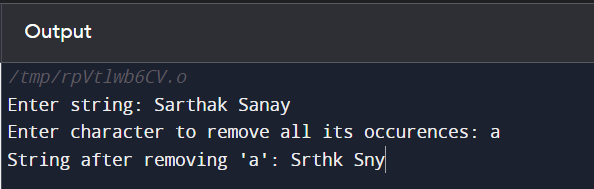 Output
/tmp/rpVtlwb6CV.o
Enter string: Sarthak Sanay
Enter character to remove all its occurences: a
String after removing 'a': Srthk Sny